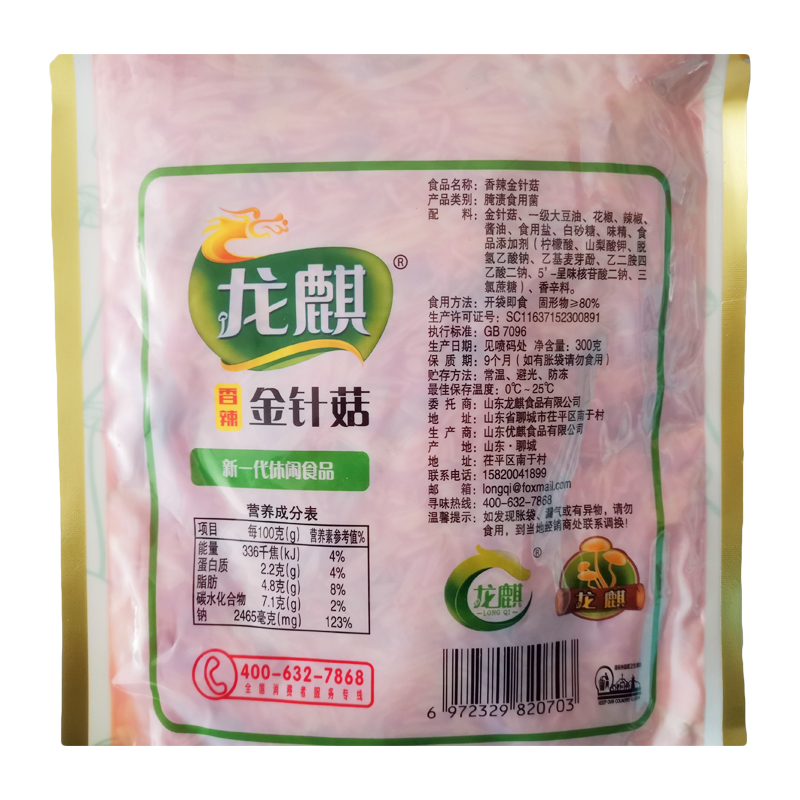 龙麒
®
香辣
金针菇
新一代休闲食品
营养成分表
项目 每100克(g) 营养素参考值%
能量 336千焦(kJ) 4%
蛋白质 2.2克(g) 4%
脂肪 4.8克(g) 8%
碳水化合物 7.1克(g) 2%
钠 2465毫克(mg) 123%
400-632-7868
全国消费者服务专线
食品名称：香辣金针菇
产品类别：腌渍食用菌
配 料：金针菇、一级大豆油、花椒、辣椒、
酱油、食用盐、白砂糖、味精、食
品添加剂（柠檬酸、山梨酸钾、脱
氢乙酸钠、乙基麦芽酚、乙二胺四
乙酸二钠、5'-呈味核苷酸二钠、三
氯蔗糖）、香辛料。
食用方法：开袋即食 固形物≥80%
生产许可证号：SC11637152300891
执行标准：GB 7096
生产日期：见喷码处 净含量：300克
保质期：9个月（如有胀袋请勿食用）
贮存方法：常温、避光、防冻
最佳保存温度：0℃~25℃
委托商：山东龙麒食品有限公司
地 址：山东省聊城市茌平区南于村
生产商：山东优麒食品有限公司
产 地：山东·聊城
地 址：茌平区南于村
联系电话：15820041899
邮 箱：longqi@foxmail.com
寻味热线：400-632-7868
温馨提示：如发现胀袋、漏气或有异物，请勿
食用，到当地经销商处联系调换！
龙麒
LONG QI
®
龙麒
6 972329 820703